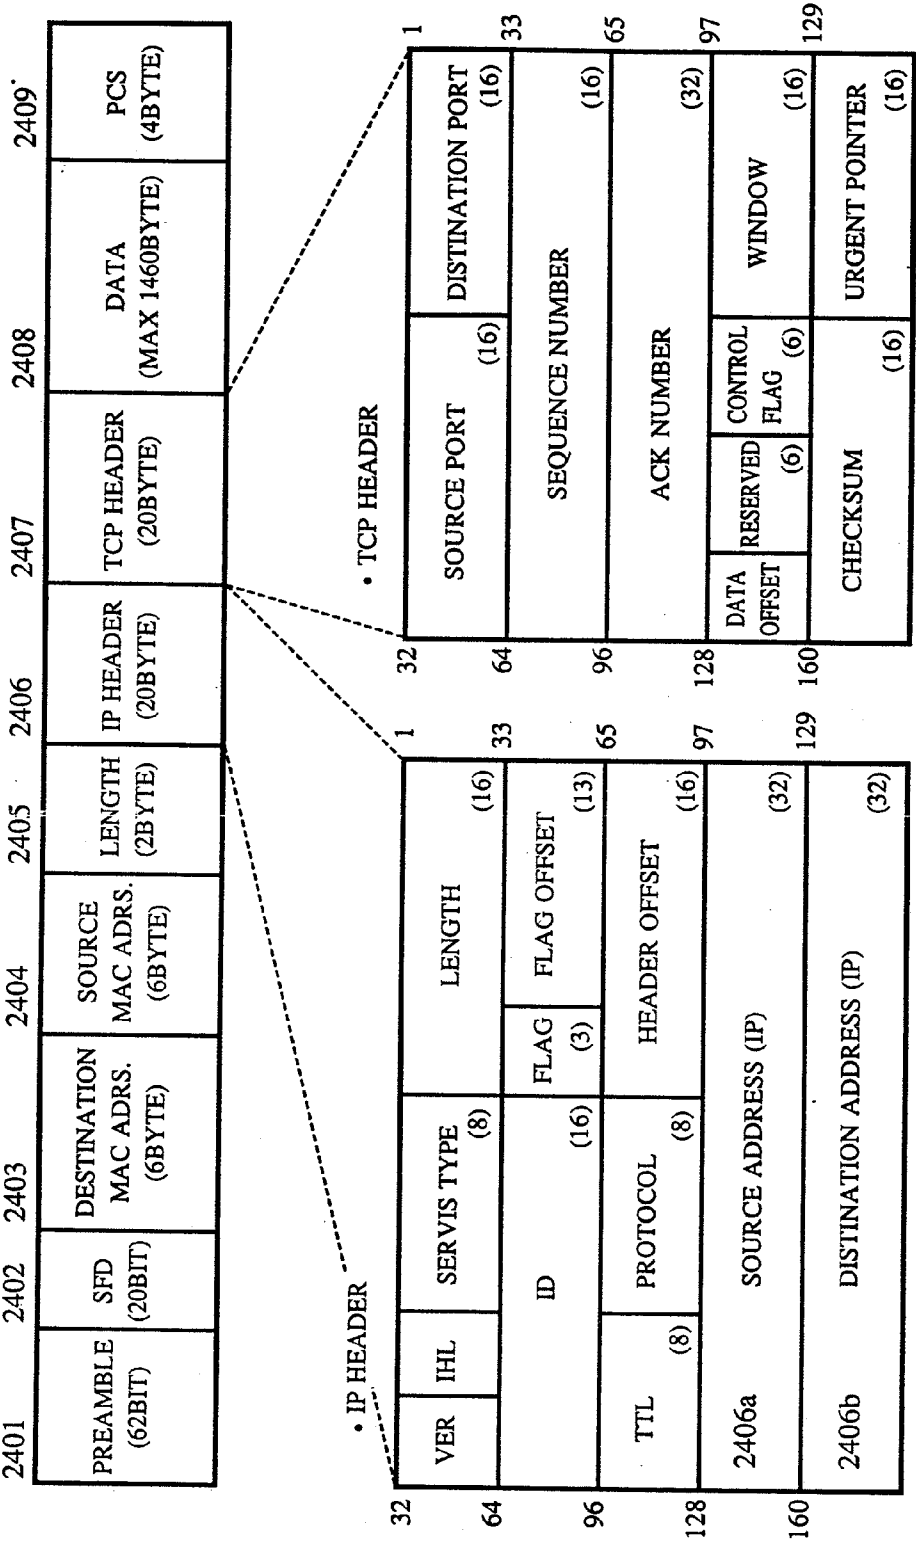 2401 2402 2403 2404 2405 2406 2407 2408 2409
PREAMBLE
(62BIT)
SFD
(20BIT)
DESTINATION
MAC ADRS.
(6BYTE)
SOURCE
MAC ADRS.
(6BYTE)
LENGTH
(2BYTE)
IP HEADER
(20BYTE)
TCP HEADER
(20BYTE)
DATA
(MAX 1460BYTE)
PCS
(4BYTE)
• IP HEADER
32 1
VER IHL SERVIS TYPE (8) LENGTH (16)
64 33
ID (16) FLAG (3) FLAG OFFSET (13)
96 65
TTL (8) PROTOCOL (8) HEADER OFFSET (16)
128 97
2406a SOURCE ADDRESS (IP) (32)
160 129
2406b DISTINATION ADDRESS (IP) (32)
• TCP HEADER
32 1
SOURCE PORT (16) DISTINATION PORT (16)
64 33
SEQUENCE NUMBER (16)
96 65
ACK NUMBER (32)
128 97
DATA OFFSET RESERVED (6) CONTROL FLAG (6) WINDOW (16)
160 129
CHECKSUM (16) URGENT POINTER (16)